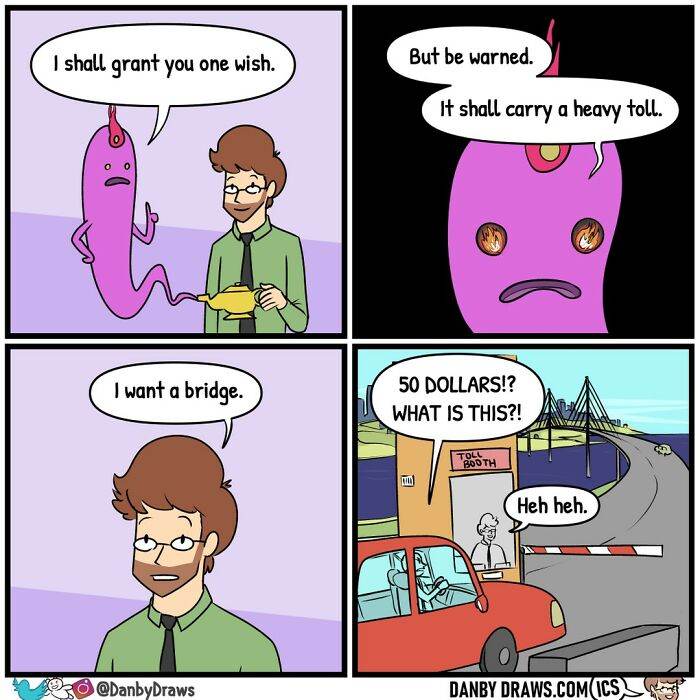 I shall grant you one wish.
But be warned.
It shall carry a heavy toll.
I want a bridge.
50 DOLLARS!?
WHAT IS THIS?!
TOLL
BOOTH
Heh heh.
@DanbyDraws
DANBY DRAWS.COM(ICS)